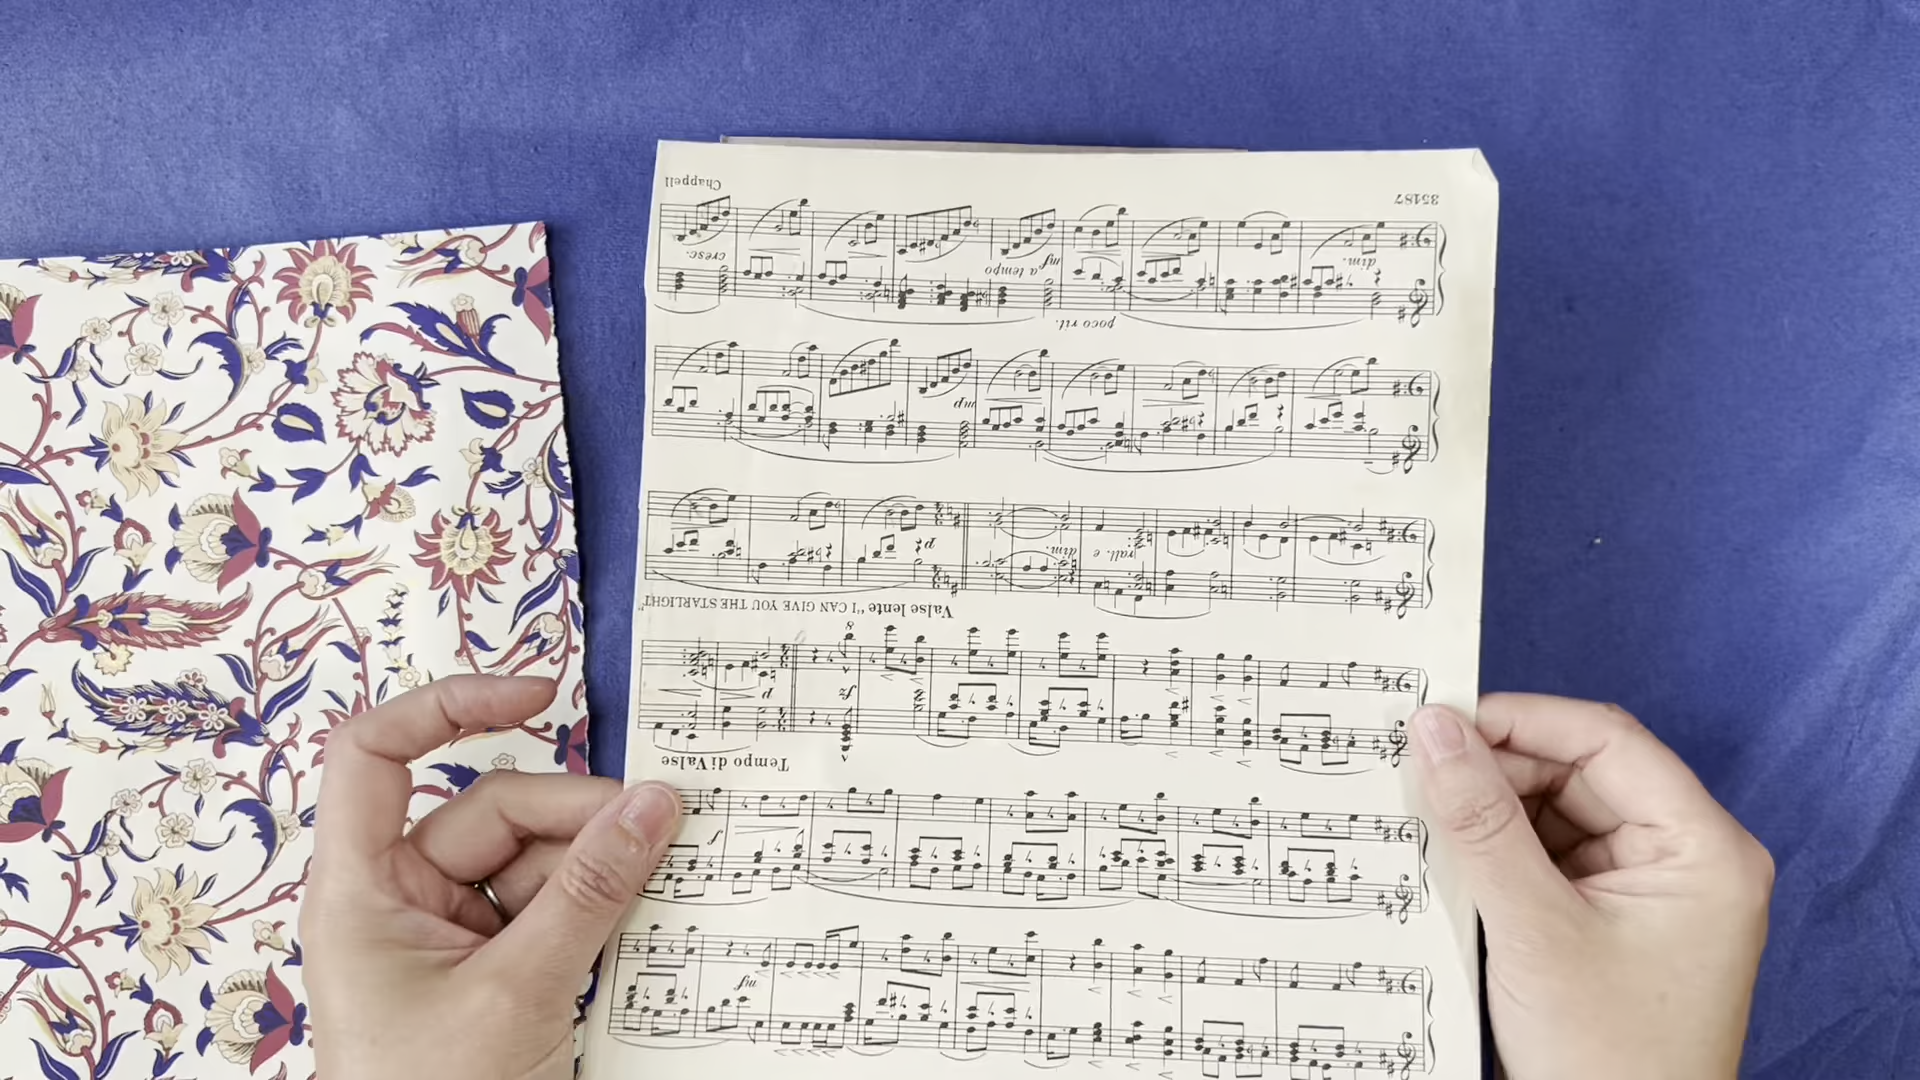 mf
f
Tempo di Valse
fz p
8
Valse lente "I CAN GIVE YOU THE STARLIGHT"
rall. e dim. p
mp
poco rit.
dim. mf a tempo cresc.
35187 Chappell